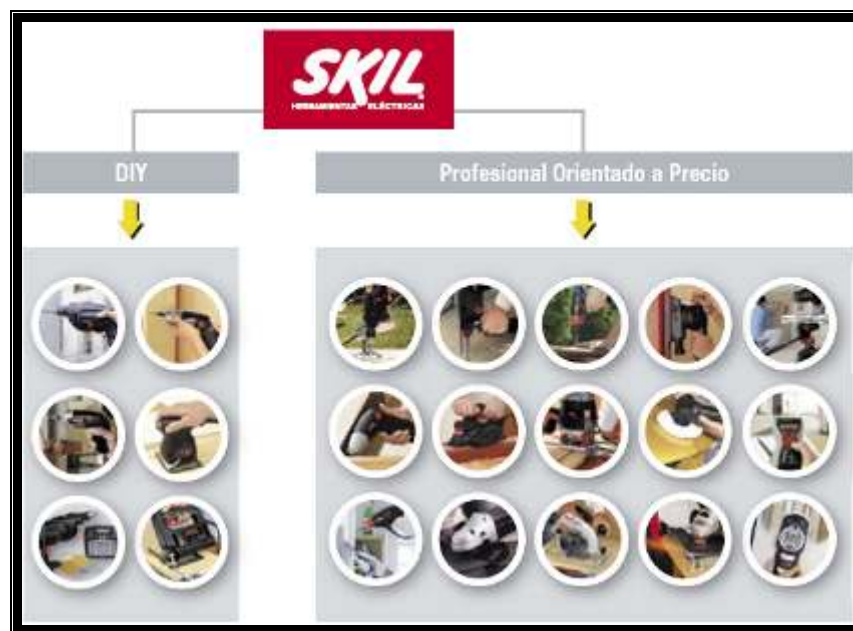 SKIL
HERRAMIENTAS ELÉCTRICAS
DIY
Profesional Orientado a Precio